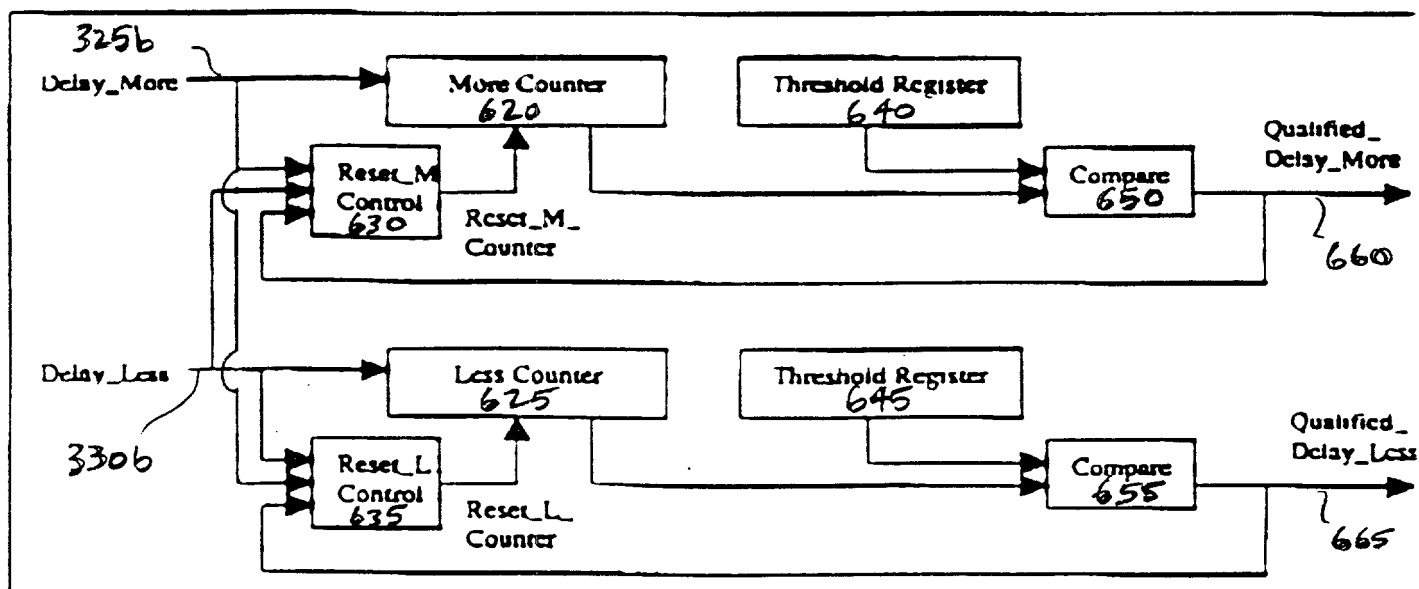 325b
Delay_More
More Counter
620
Threshold Register
640
Qualified_
Delay_More
Reset_M
Control
630
Reset_M_
Counter
Compare
650
660
Delay_Less
Less Counter
625
Threshold Register
645
Qualified_
Delay_Less
330b
Reset_L
Control
635
Reset_L_
Counter
Compare
655
665